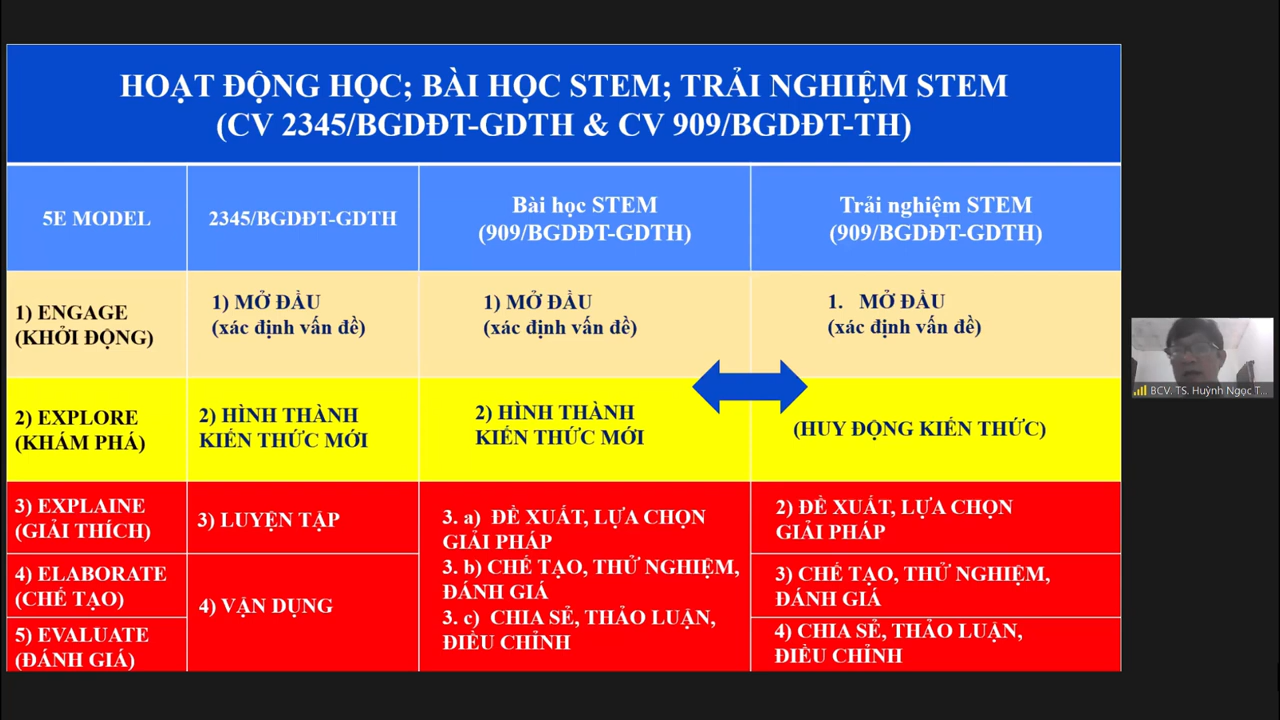 HOẠT ĐỘNG HỌC; BÀI HỌC STEM; TRẢI NGHIỆM STEM
(CV 2345/BGDĐT-GDTH & CV 909/BGDĐT-TH)
5E MODEL
2345/BGDĐT-GDTH
Bài học STEM
(909/BGDĐT-GDTH)
Trải nghiệm STEM
(909/BGDĐT-GDTH)
1) ENGAGE
(KHỞI ĐỘNG)
1) MỞ ĐẦU
(xác định vấn đề)
1) MỞ ĐẦU
(xác định vấn đề)
1. MỞ ĐẦU
(xác định vấn đề)
2) EXPLORE
(KHÁM PHÁ)
2) HÌNH THÀNH
KIẾN THỨC MỚI
2) HÌNH THÀNH
KIẾN THỨC MỚI
(HUY ĐỘNG KIẾN THỨC)
3) EXPLAINE
(GIẢI THÍCH)
3) LUYỆN TẬP
3. a) ĐỀ XUẤT, LỰA CHỌN
GIẢI PHÁP
3. b) CHẾ TẠO, THỬ NGHIỆM,
ĐÁNH GIÁ
3. c) CHIA SẺ, THẢO LUẬN,
ĐIỀU CHỈNH
2) ĐỀ XUẤT, LỰA CHỌN
GIẢI PHÁP
4) ELABORATE
(CHẾ TẠO)
4) VẬN DỤNG
3) CHẾ TẠO, THỬ NGHIỆM,
ĐÁNH GIÁ
5) EVALUATE
(ĐÁNH GIÁ)
4) CHIA SẺ, THẢO LUẬN,
ĐIỀU CHỈNH
BCV. TS. Huỳnh Ngọc T...